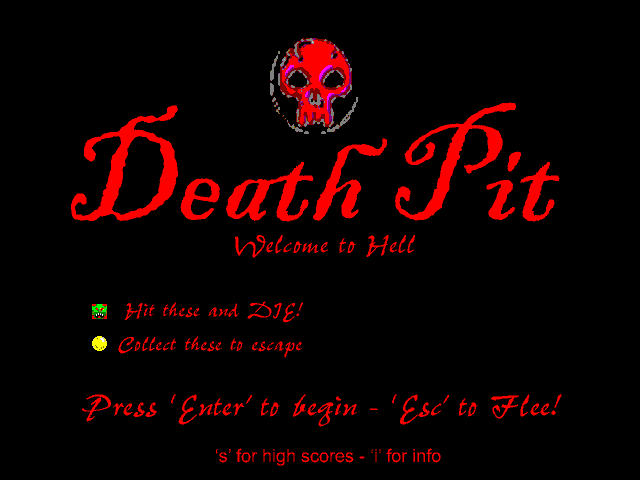 Death Pit
Welcome to Hell
Hit these and DIE!
Collect these to escape
Press 'Enter' to begin - 'Esc' to Flee!
's' for high scores - 'i' for info